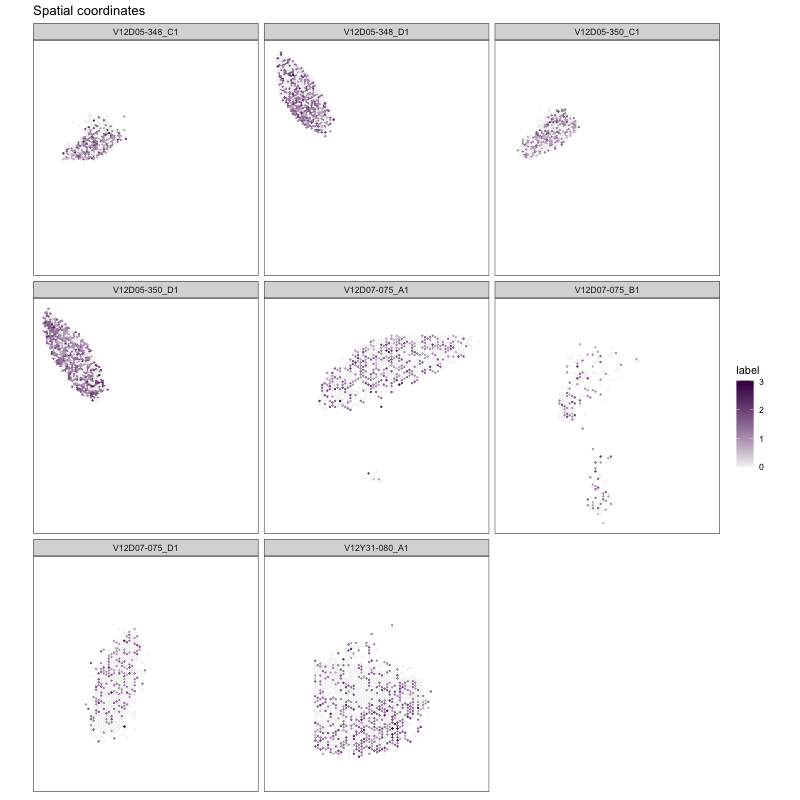 Spatial coordinates
V12D05-348_C1
V12D05-348_D1
V12D05-350_C1
V12D05-350_D1
V12D07-075_A1
V12D07-075_B1
label
3
2
1
0
V12D07-075_D1
V12Y31-080_A1